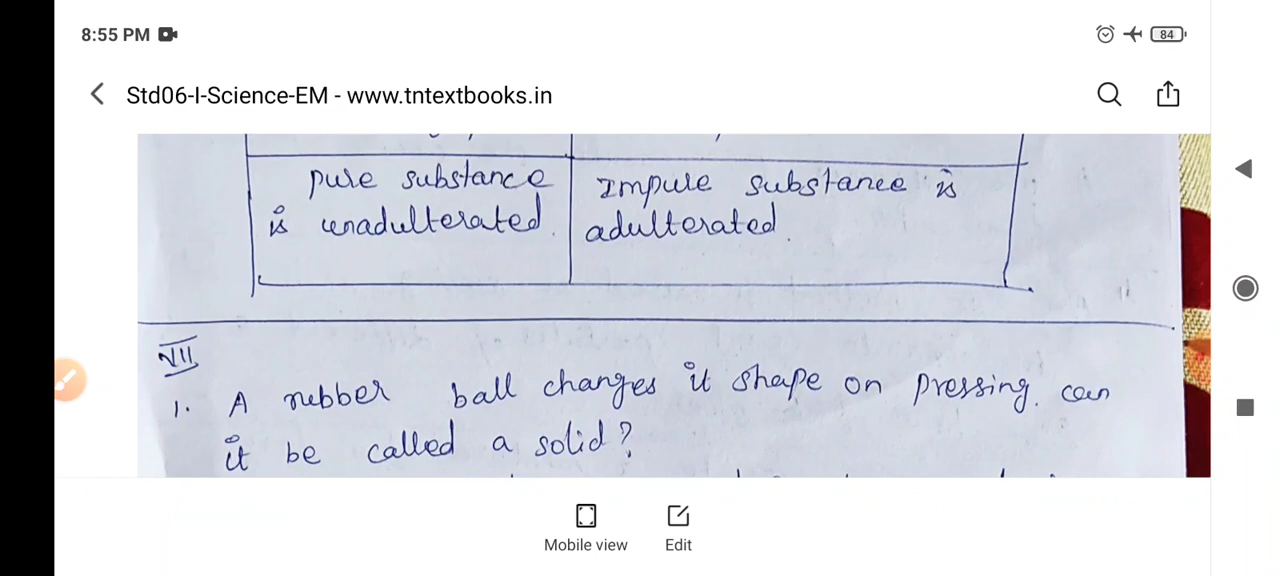 8:55 PM
84
Std06-I-Science-EM - www.tntextbooks.in
pure substance
is unadulterated.
Impure substance is
adulterated.
VII
1. A rubber ball changes it shape on pressing. can
it be called a solid?
Mobile view
Edit